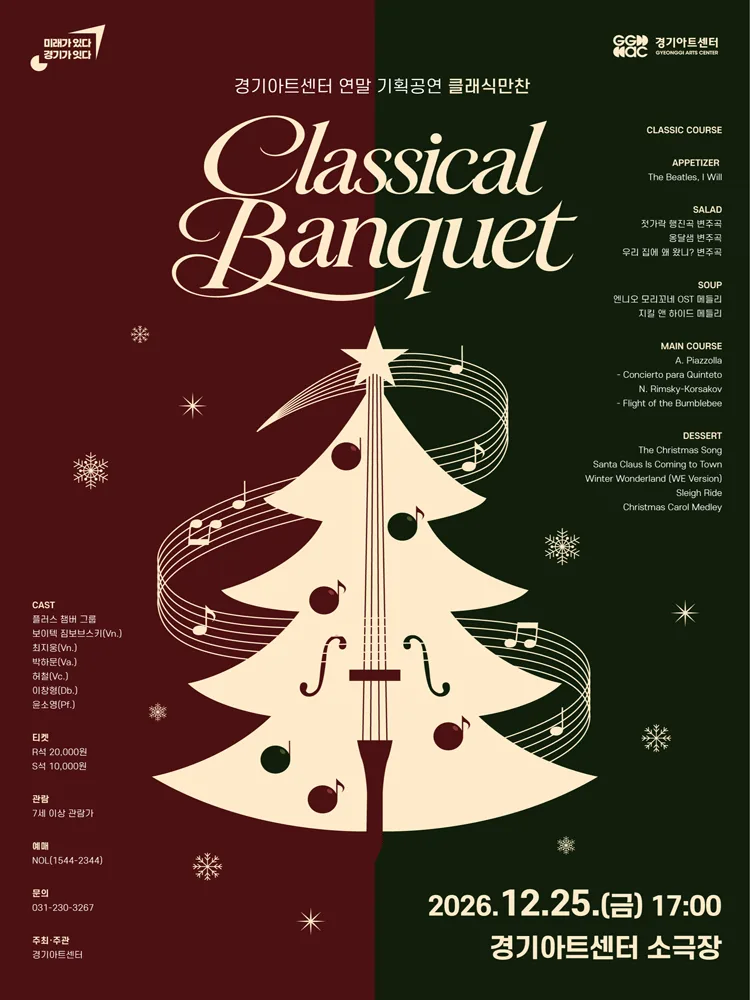 미래가 있다
경기가 잇다
GG
ac
경기아트센터
GYEONGGI ARTS CENTER
경기아트센터 연말 기획공연 클래식만찬
Classical
Banquet
CLASSIC COURSE
APPETIZER
The Beatles, I Will
SALAD
젓가락 행진곡 변주곡
옹달샘 변주곡
우리 집에 왜 왔니? 변주곡
SOUP
엔니오 모리꼬네 OST 메들리
지킬 앤 하이드 메들리
MAIN COURSE
A. Piazzolla
- Concierto para Quinteto
N. Rimsky-Korsakov
- Flight of the Bumblebee
DESSERT
The Christmas Song
Santa Claus Is Coming to Town
Winter Wonderland (WE Version)
Sleigh Ride
Christmas Carol Medley
CAST
플러스 챔버 그룹
보이텍 짐보브스키(Vn.)
최지웅(Vn.)
박하문(Va.)
허철(Vc.)
이창형(Db.)
윤소영(Pf.)
티켓
R석 20,000원
S석 10,000원
관람
7세 이상 관람가
예매
NOL(1544-2344)
문의
031-230-3267
주최·주관
경기아트센터
2026.12.25.(금) 17:00
경기아트센터 소극장